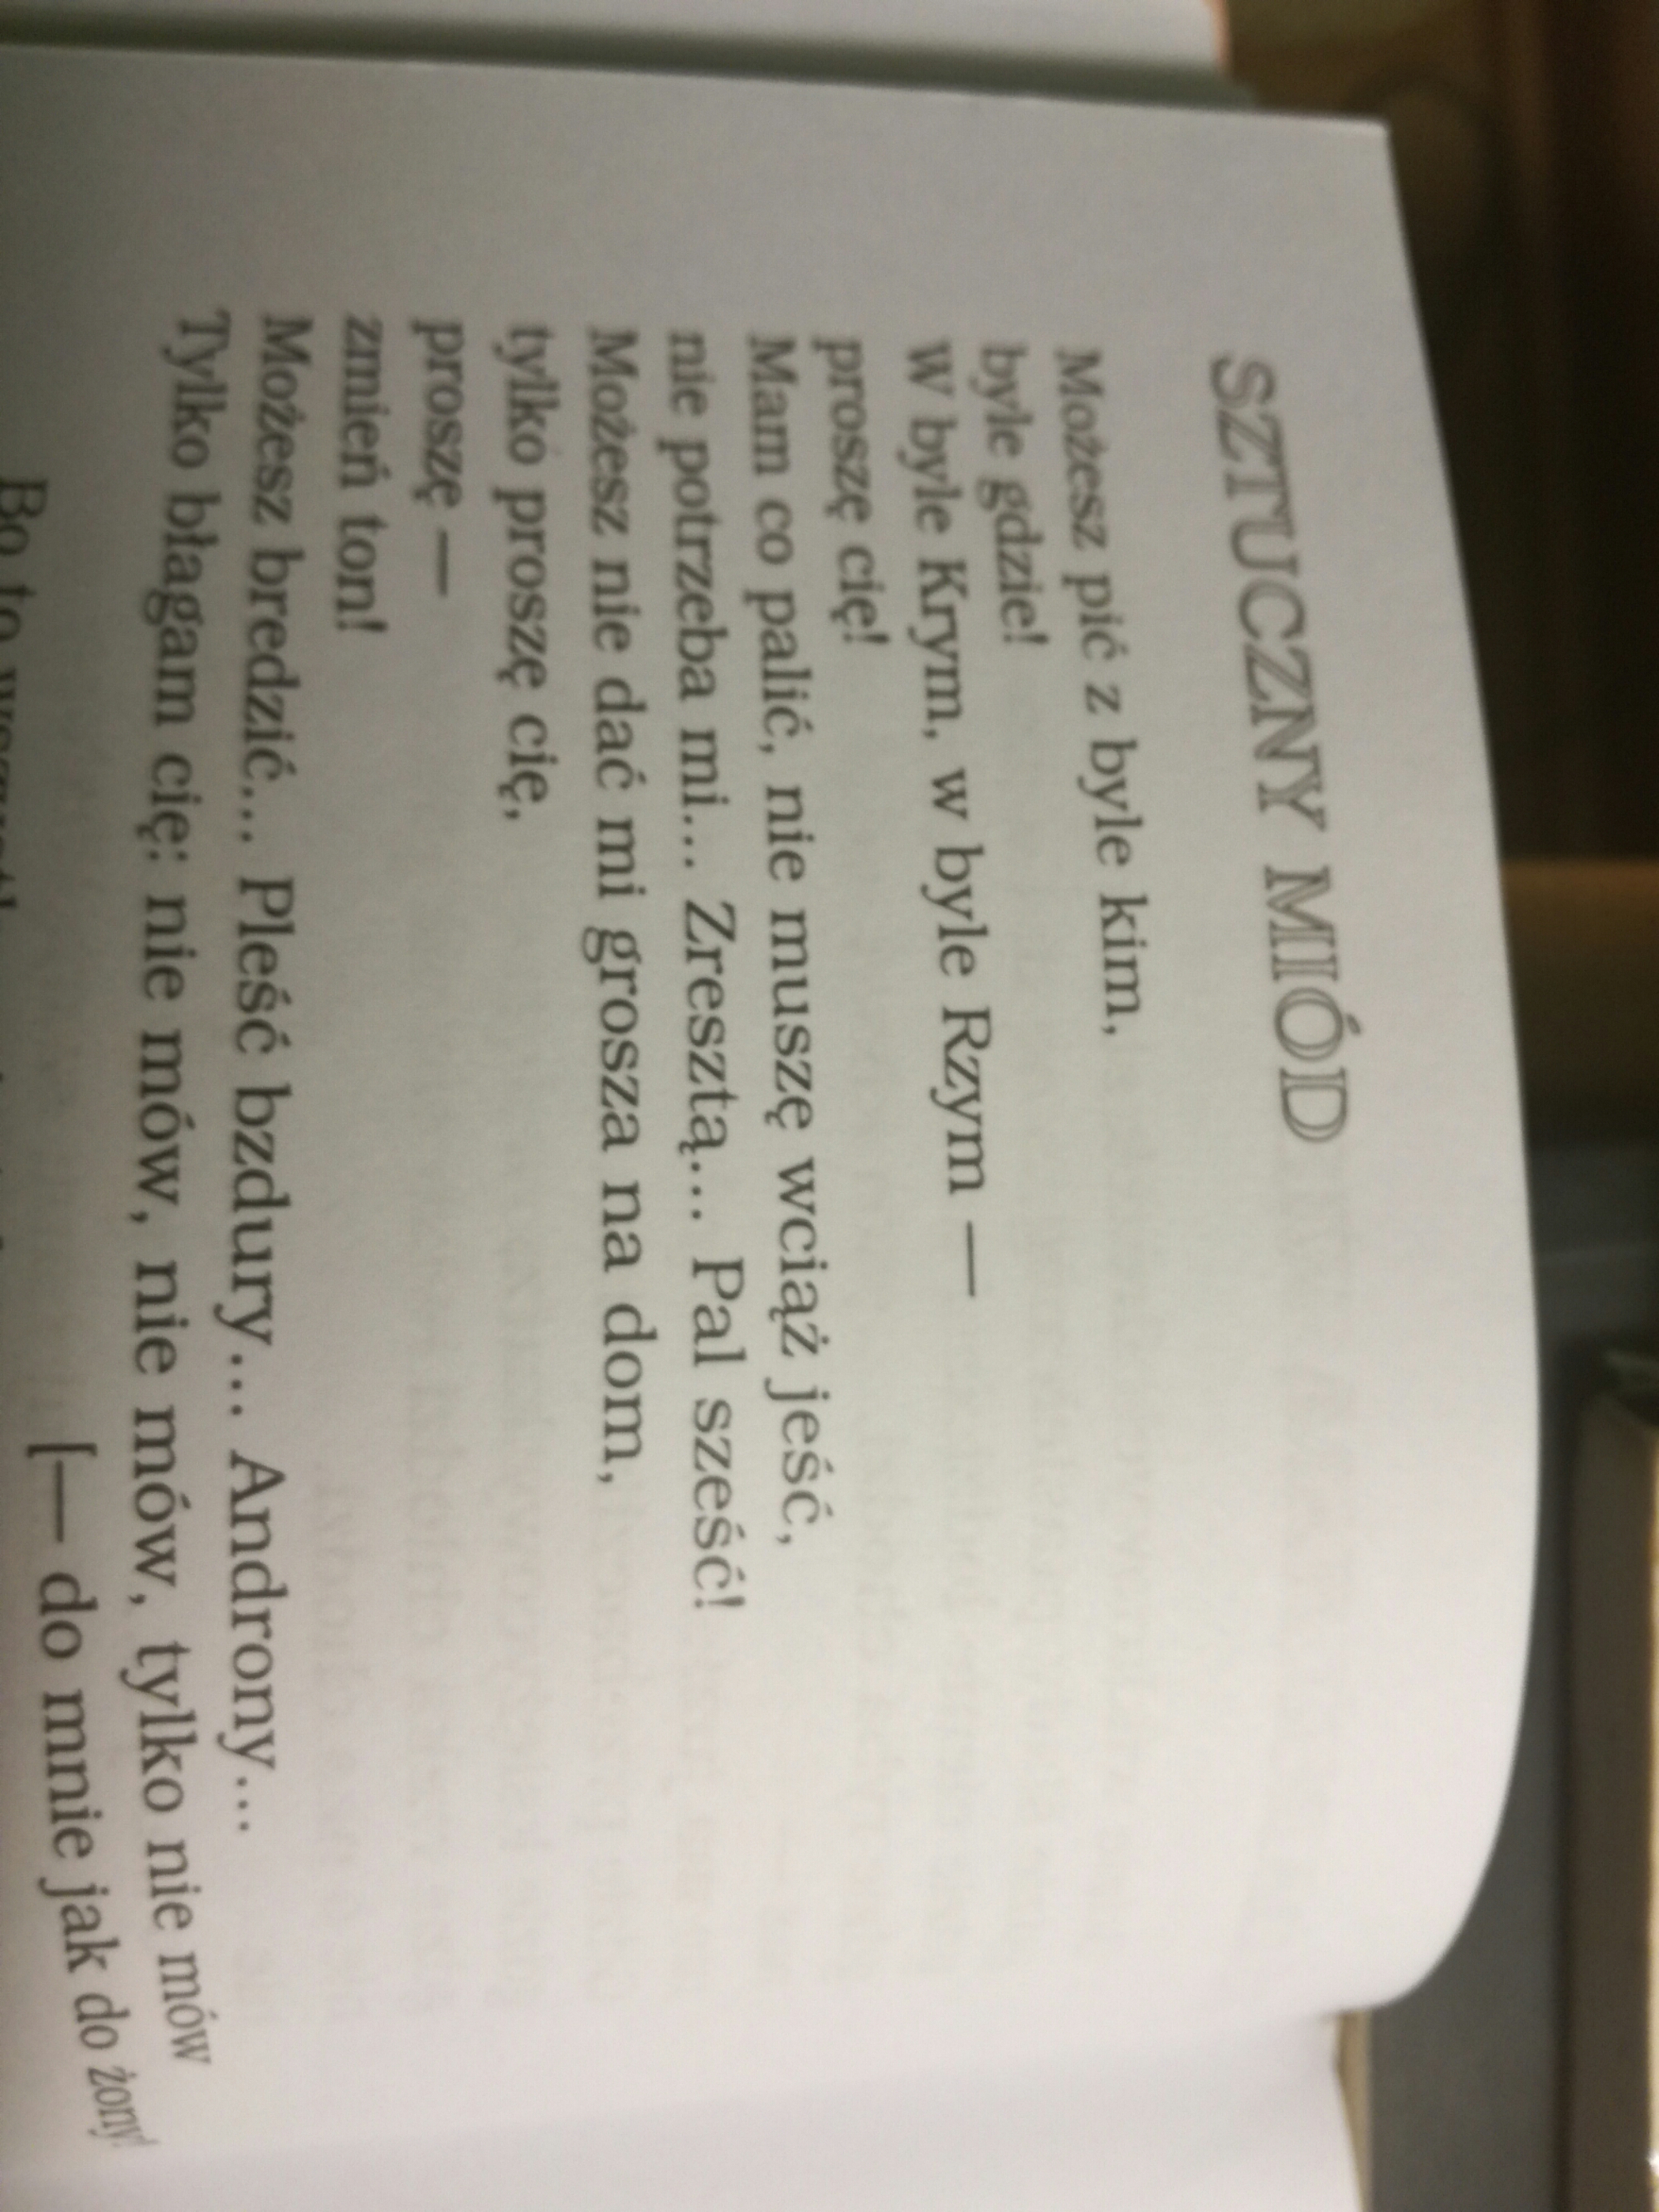 SZTUCZNY MIÓD
Możesz pić z byle kim,
byle gdzie!
W byle Krym, w byle Rzym —
proszę cię!
Mam co palić, nie muszę wciąż jeść,
nie potrzeba mi... Zresztą... Pal sześć!
Możesz nie dać mi grosza na dom,
tylko proszę cię,
proszę —
zmień ton!
Możesz bredzić... Pleść bzdury... Androny...
Tylko błagam cię: nie mów, nie mów, tylko nie mów
[— do mnie jak do żony!
Bo to